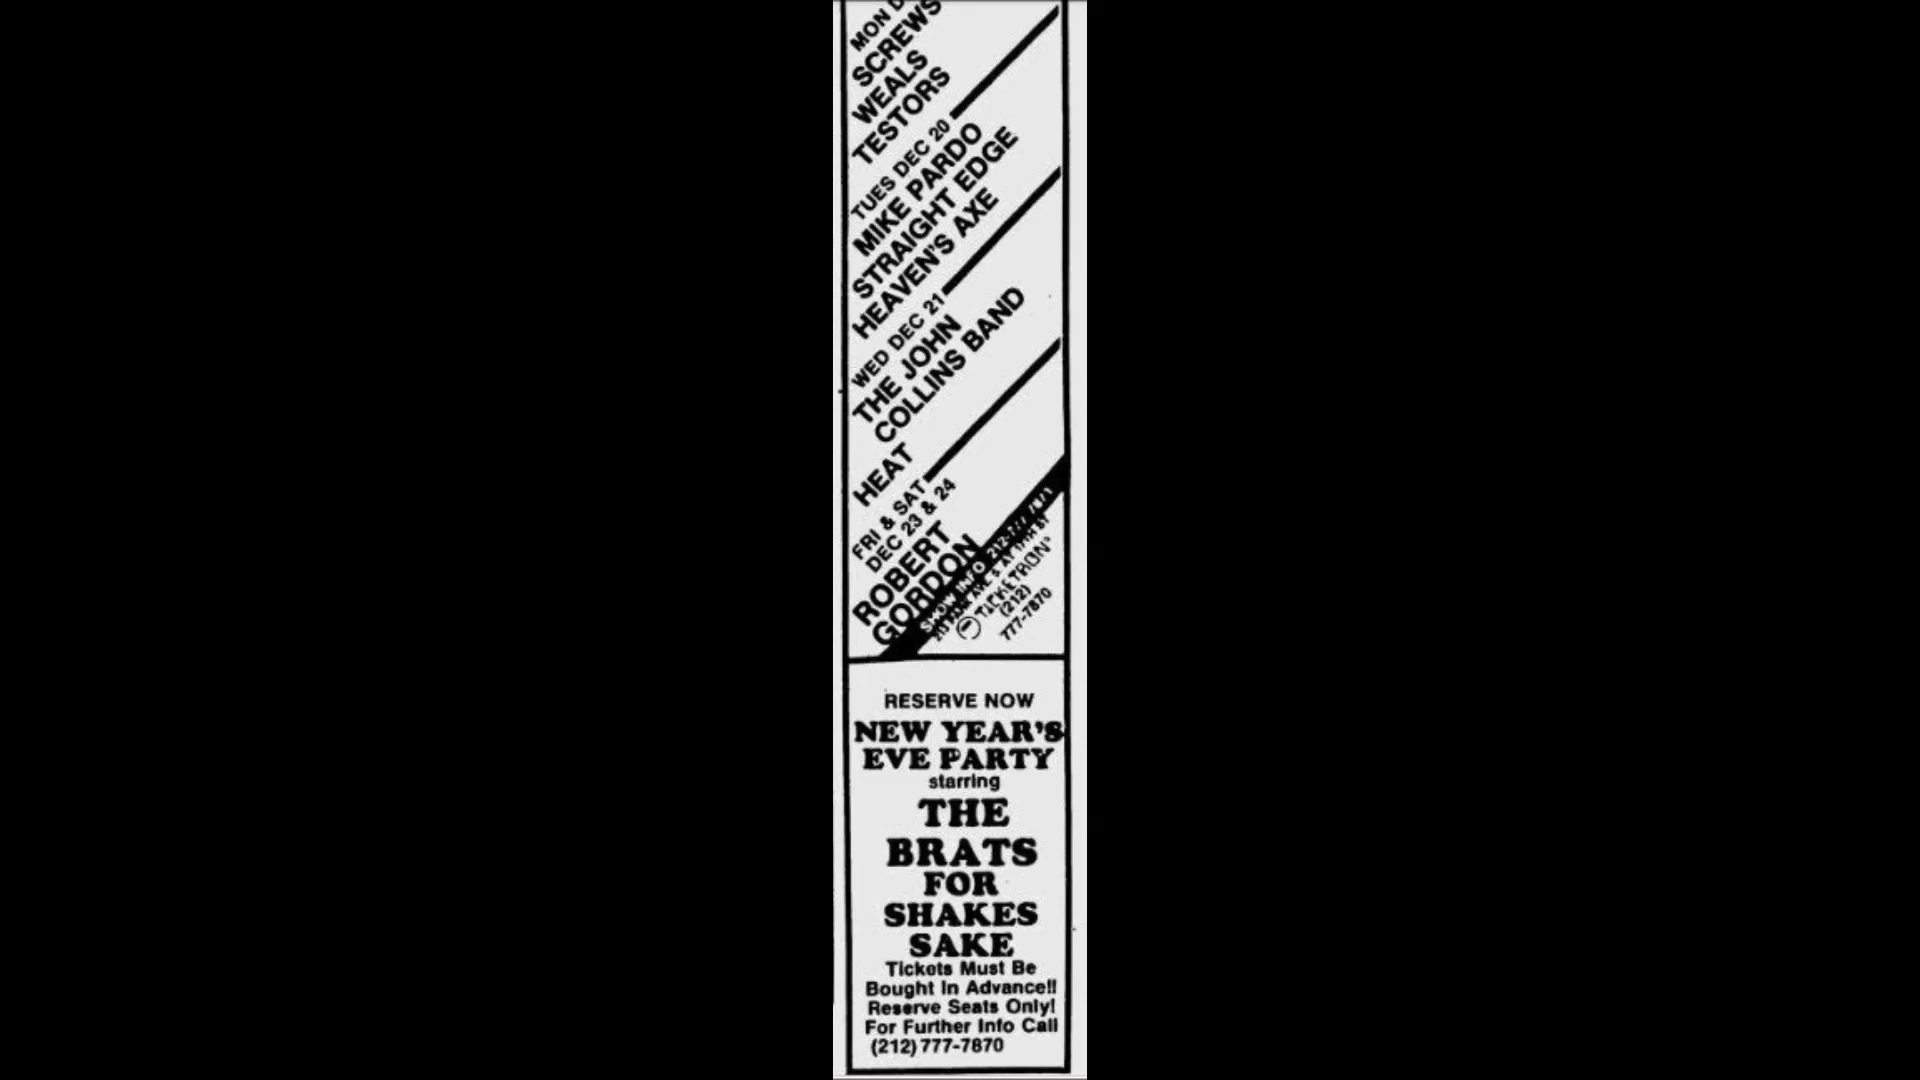 MON D
SCREWS
WEALS
TESTORS
TUES DEC 20
MIKE PARDO
STRAIGHT EDGE
HEAVEN'S AXE
WED DEC 21
THE JOHN
COLLINS BAND
HEAT
FRI & SAT
DEC 23 & 24
ROBERT
GORDON
TICKETRON
(212)
777-7870
RESERVE NOW
NEW YEAR'S
EVE PARTY
starring
THE
BRATS
FOR
SHAKES
SAKE
Tickets Must Be
Bought In Advance!!
Reserve Seats Only!
For Further Info Call
(212) 777-7870